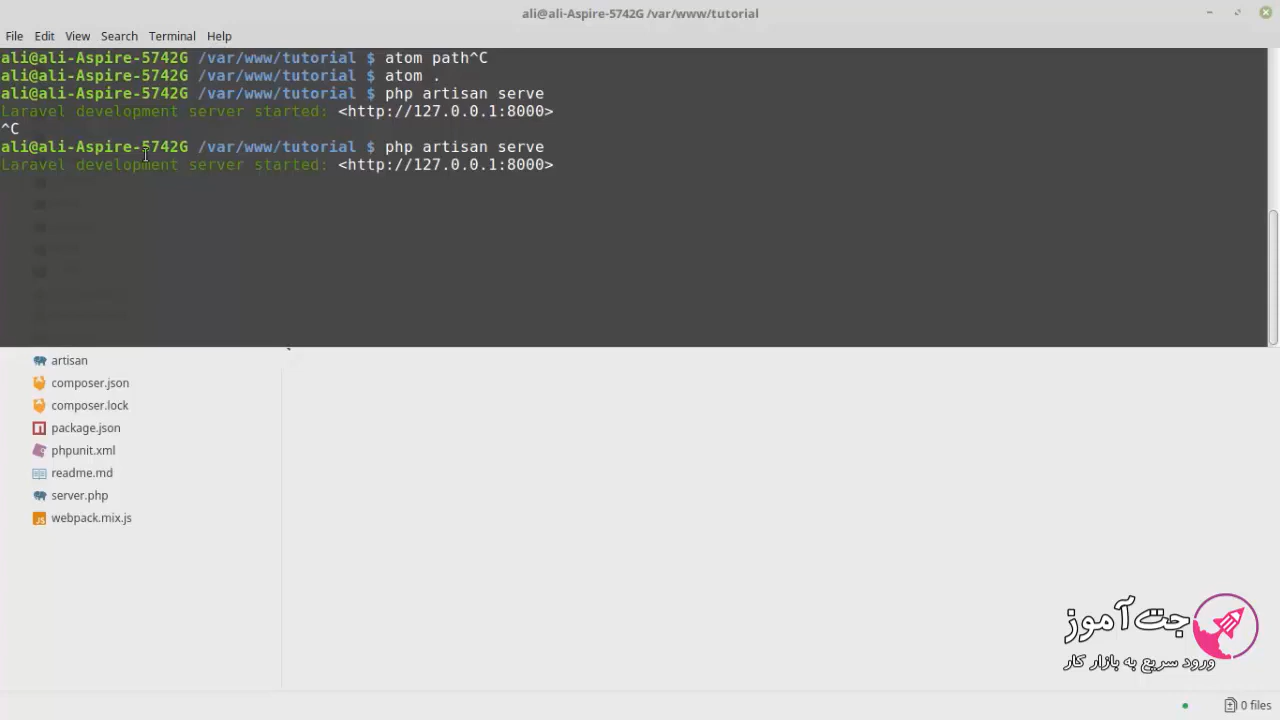 ali@ali-Aspire-5742G /var/www/tutorial
File Edit View Search Terminal Help
ali@ali-Aspire-5742G /var/www/tutorial $ atom path^C
ali@ali-Aspire-5742G /var/www/tutorial $ atom .
ali@ali-Aspire-5742G /var/www/tutorial $ php artisan serve
Laravel development server started: <http://127.0.0.1:8000>
^C
ali@ali-Aspire-5742G /var/www/tutorial $ php artisan serve
Laravel development server started: <http://127.0.0.1:8000>
artisan
composer.json
composer.lock
package.json
phpunit.xml
readme.md
server.php
webpack.mix.js
جت آموز
ورود سریع به بازار کار
0 files